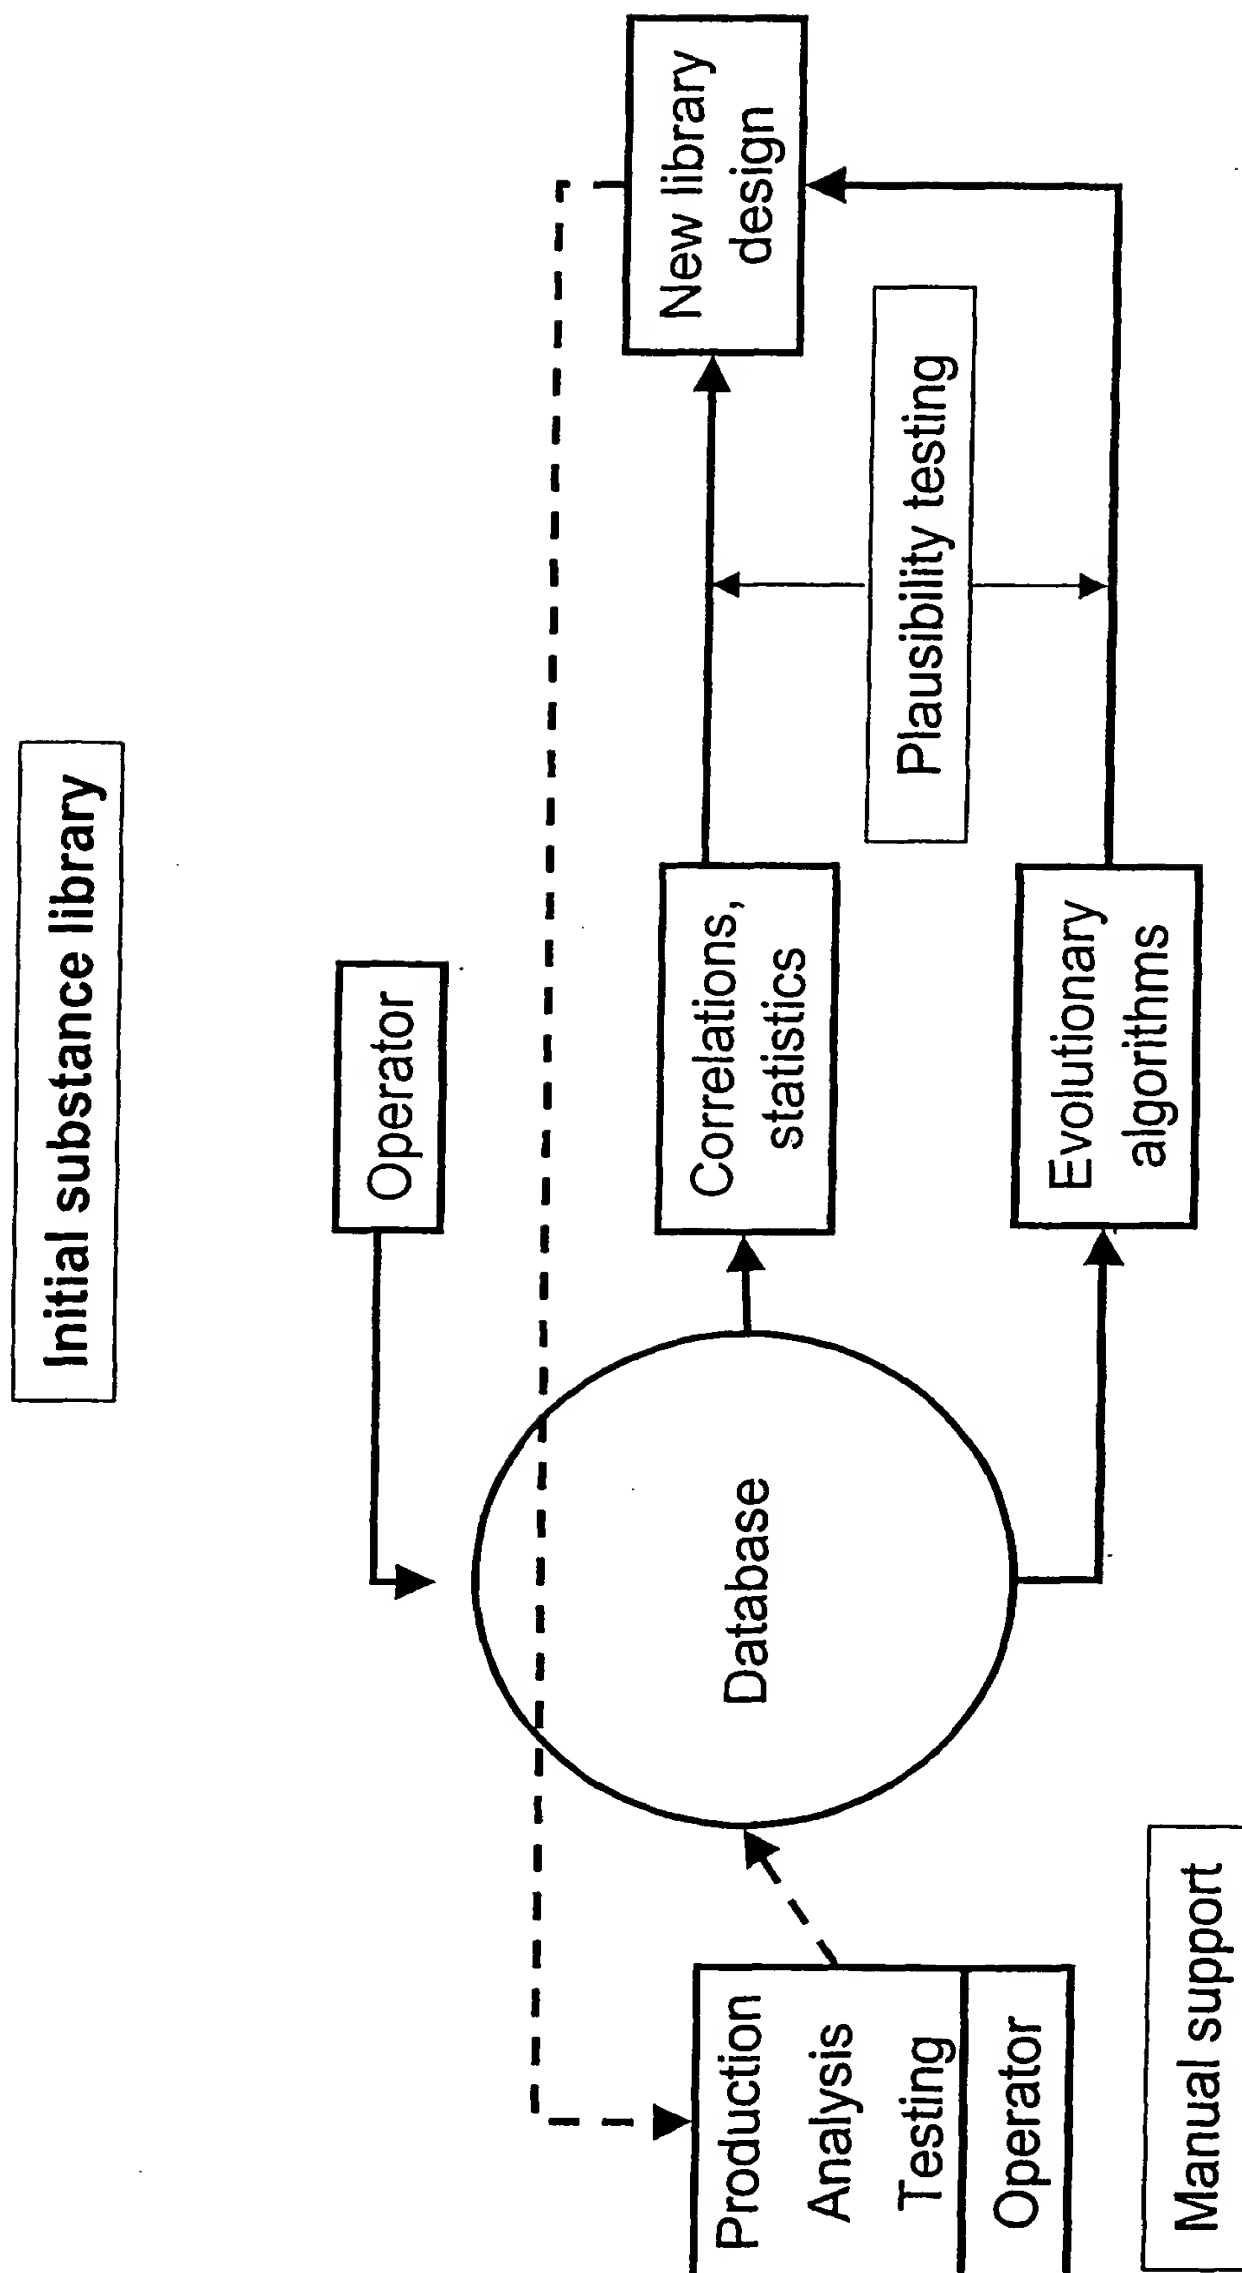 Initial substance library
Operator
Production
Analysis
Testing
Operator
Database
Correlations,
statistics
New library
design
Plausibility testing
Evolutionary
algorithms
Manual support